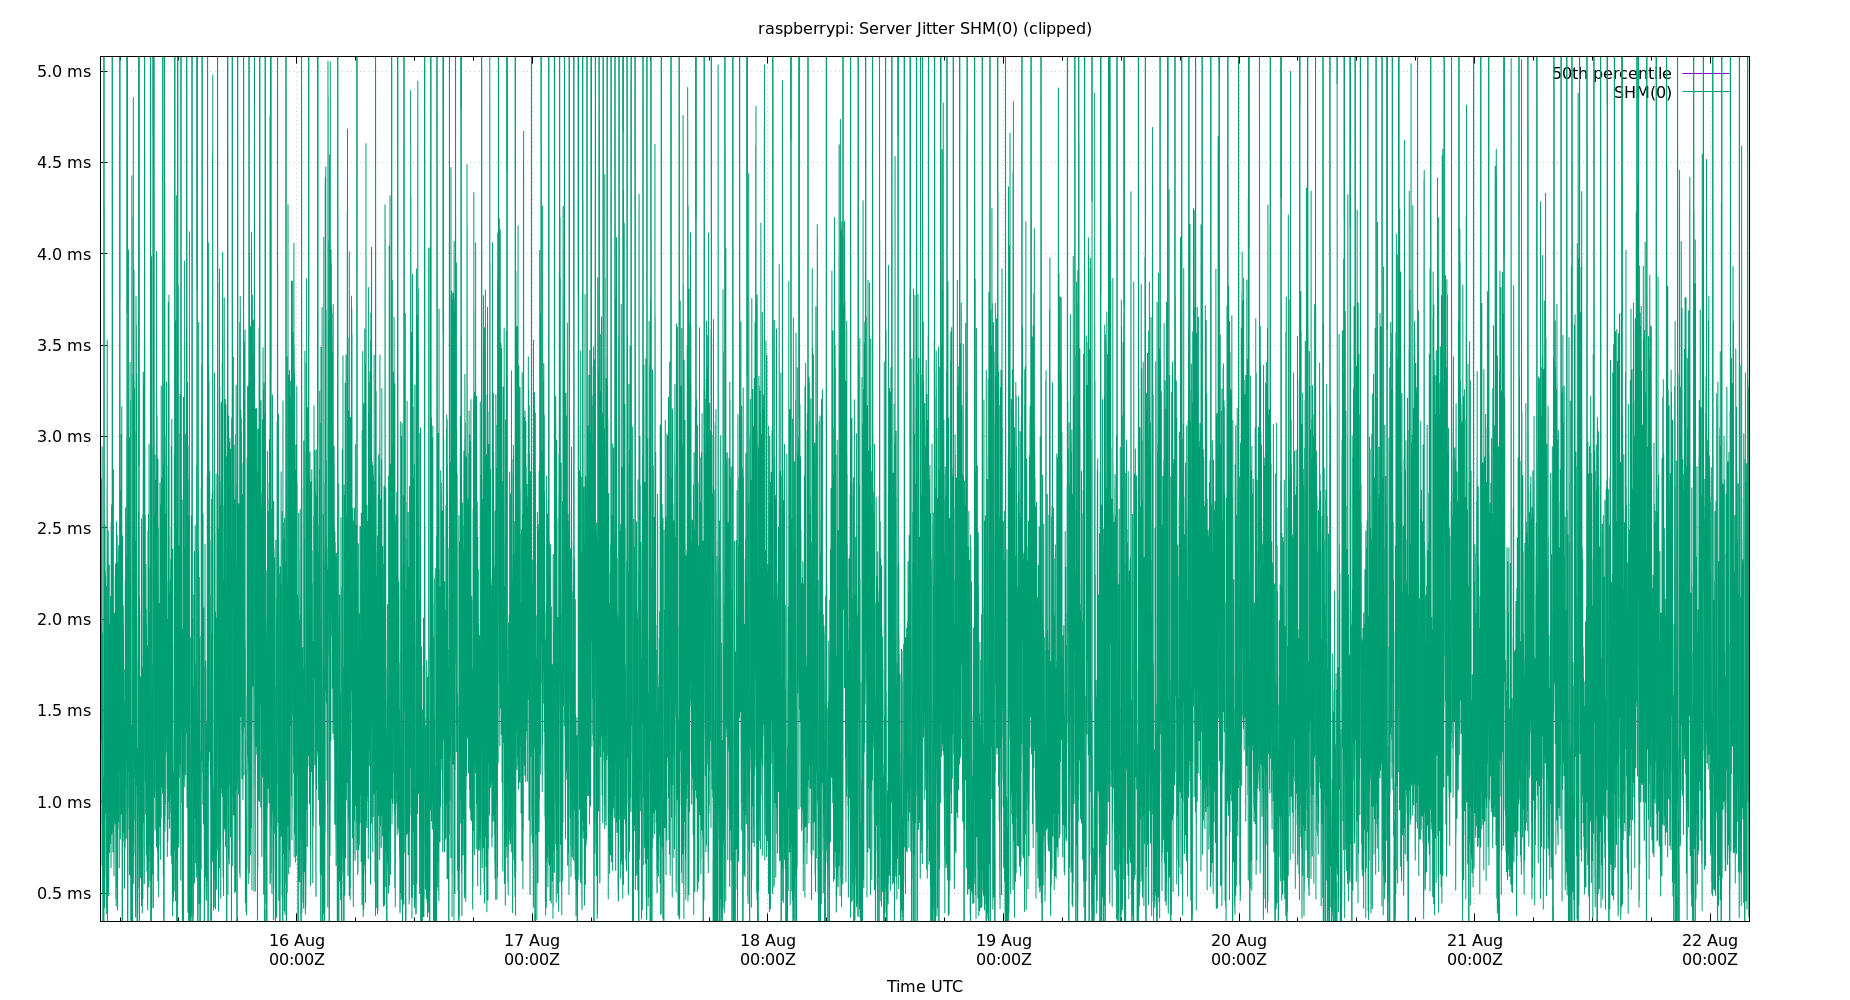 raspberrypi: Server Jitter SHM(0) (clipped)
5.0 ms
50th percentile
SHM(0)
4.5 ms
4.0 ms
3.5 ms
3.0 ms
2.5 ms
2.0 ms
1.5 ms
1.0 ms
0.5 ms
16 Aug 17 Aug 18 Aug 19 Aug 20 Aug 21 Aug 22 Aug
00:00Z 00:00Z 00:00Z 00:00Z 00:00Z 00:00Z 00:00Z
Time UTC